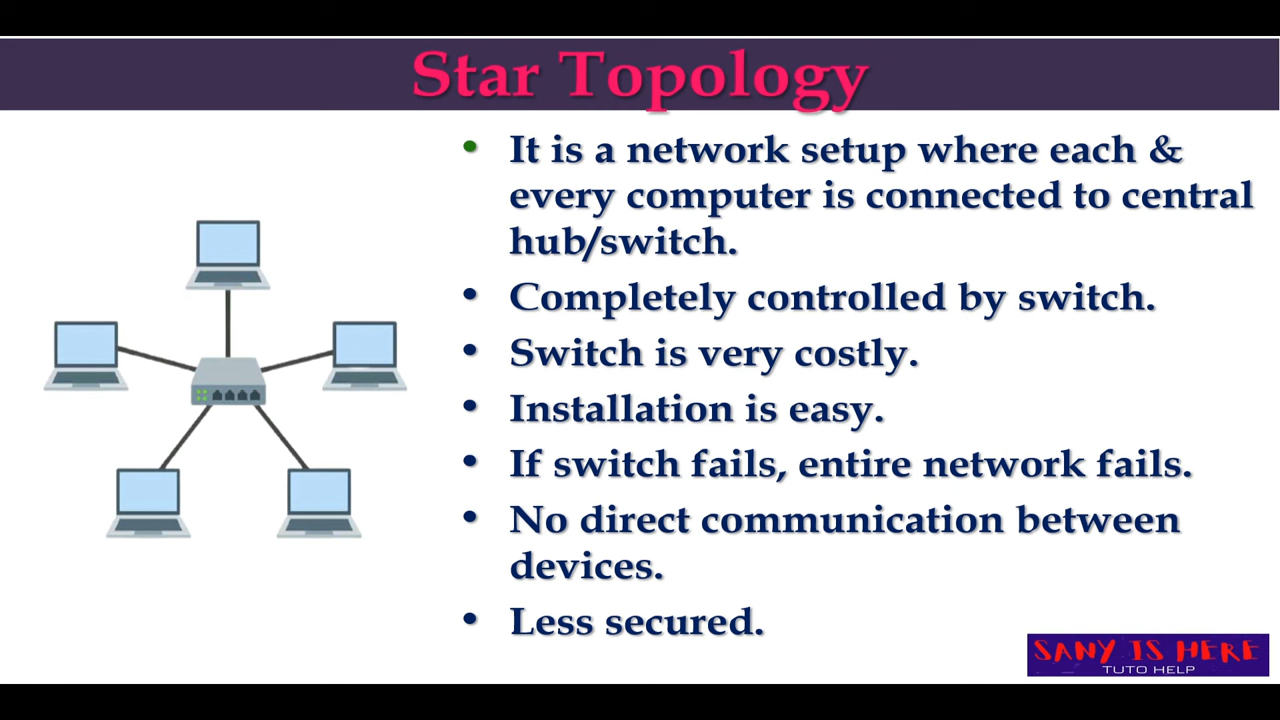 Star Topology
• It is a network setup where each &
every computer is connected to central
hub/switch.
• Completely controlled by switch.
• Switch is very costly.
• Installation is easy.
• If switch fails, entire network fails.
• No direct communication between
devices.
• Less secured.
SANY IS HERE
TUTO HELP